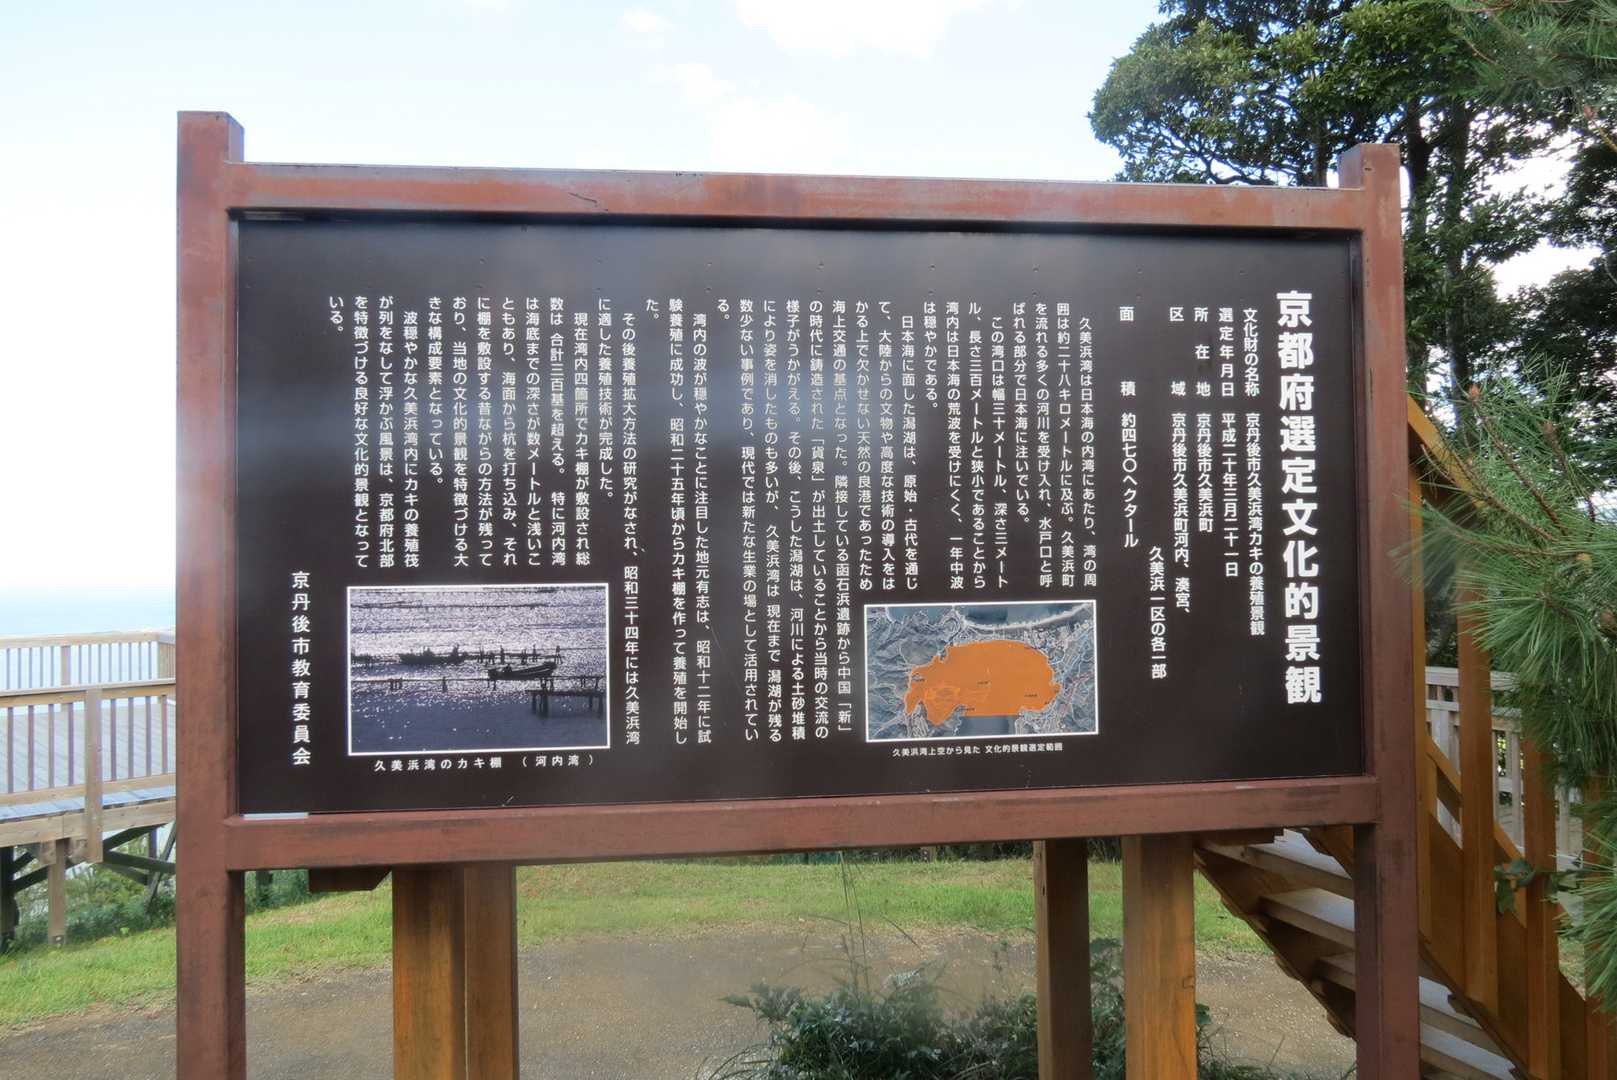 京都府選定文化的景観
文化財の名称　京丹後市久美浜湾カキの養殖景観
選定年月日　平成二十年三月二十一日
所在地　京丹後市久美浜町
区域　京丹後市久美浜町河内、湊宮、
久美浜一区の各一部
面積　約四七〇ヘクタール
久美浜湾は日本海の内湾にあたり、湾の周
囲は約二十八キロメートルに及ぶ。久美浜町
を流れる多くの河川を受け入れ、水戸口と呼
ばれる部分で日本海に注いでいる。
この湾口は幅三十メートル、深さ三メート
ル、長さ三百メートルと狭小であることから
湾内は日本海の荒波を受けにくく、一年中波
は穏やかである。
日本海に面した潟湖は、原始・古代を通じ
て、大陸からの文物や高度な技術の導入をは
かる上で欠かせない天然の良港であったため
海上交通の基点となった。隣接している函石浜遺跡から中国「新」
の時代に鋳造された「貨泉」が出土していることから当時の交流の
様子がうかがえる。その後、こうした潟湖は、河川による土砂堆積
により姿を消したものも多いが、久美浜湾は現在まで潟湖が残る
数少ない事例であり、現代では新たな生業の場として活用されてい
る。
湾内の波が穏やかなことに注目した地元有志は、昭和十二年に試
験養殖に成功し、昭和二十五年頃からカキ棚を作って養殖を開始し
た。
その後養殖拡大方法の研究がなされ、昭和三十四年には久美浜湾
に適した養殖技術が完成した。
現在湾内四箇所でカキ棚が敷設され総
数は 合計三百基を超える。 特に河内湾
は海底までの深さが数メートルと浅いこ
ともあり、海面から杭を打ち込み、それ
に棚を敷設する昔ながらの方法が残って
おり、当地の文化的景観を特徴づける大
きな構成要素となっている。
波穏やかな久美浜湾内にカキの養殖筏
が列をなして浮かぶ風景は、京都府北部
を特徴づける良好な文化的景観となって
いる。
京丹後市教育委員会
久美浜湾上空から見た 文化的景観選定範囲
久美浜湾のカキ棚　（河内湾）